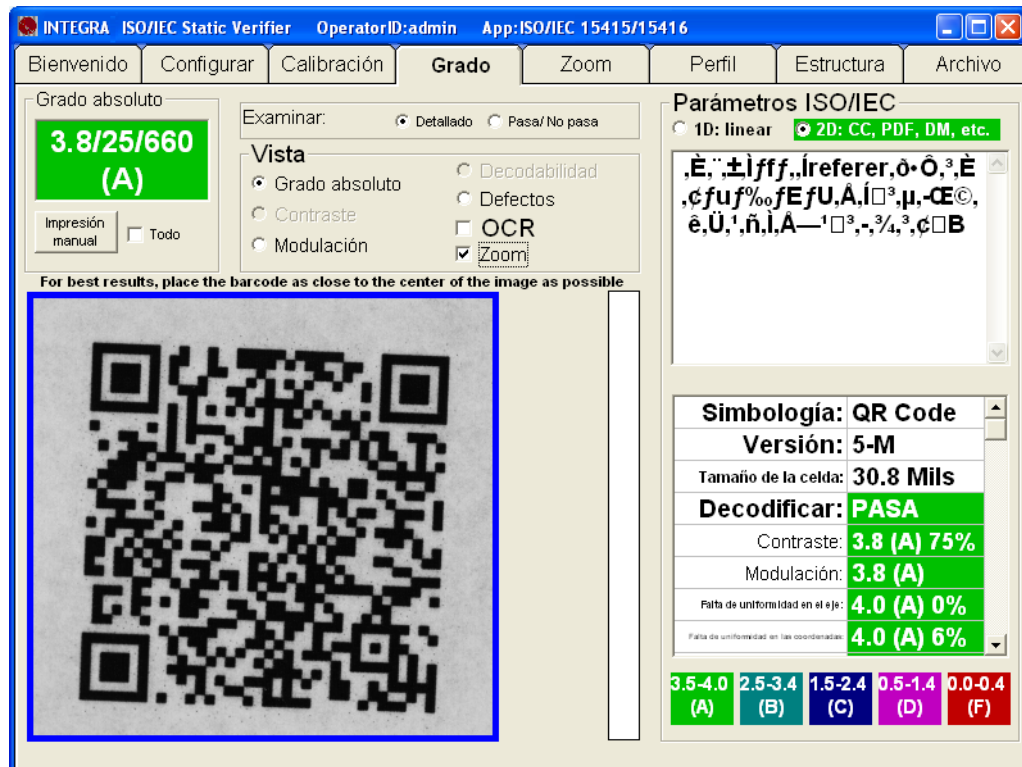 INTEGRA ISO/IEC Static Verifier OperatorID:admin App:ISO/IEC 15415/15416
Bienvenido Configurar Calibración Grado Zoom Perfil Estructura Archivo
Grado absoluto
3.8/25/660
(A)
Impresión
manual
Todo
Examinar: Detallado Pasa/ No pasa
Vista
Grado absoluto
Contraste
Modulación
Decodabilidad
Defectos
OCR
Zoom
For best results, place the barcode as close to the center of the image as possible
Parámetros ISO/IEC
1D: linear 2D: CC, PDF, DM, etc.
Simbología: QR Code
Versión: 5-M
Tamaño de la celda: 30.8 Mils
Decodificar: PASA
Contraste: 3.8 (A) 75%
Modulación: 3.8 (A)
Falta de uniformidad en el eje: 4.0 (A) 0%
Falta de uniformidad en las coordenadas: 4.0 (A) 6%
3.5-4.0 2.5-3.4 1.5-2.4 0.5-1.4 0.0-0.4
(A) (B) (C) (D) (F)